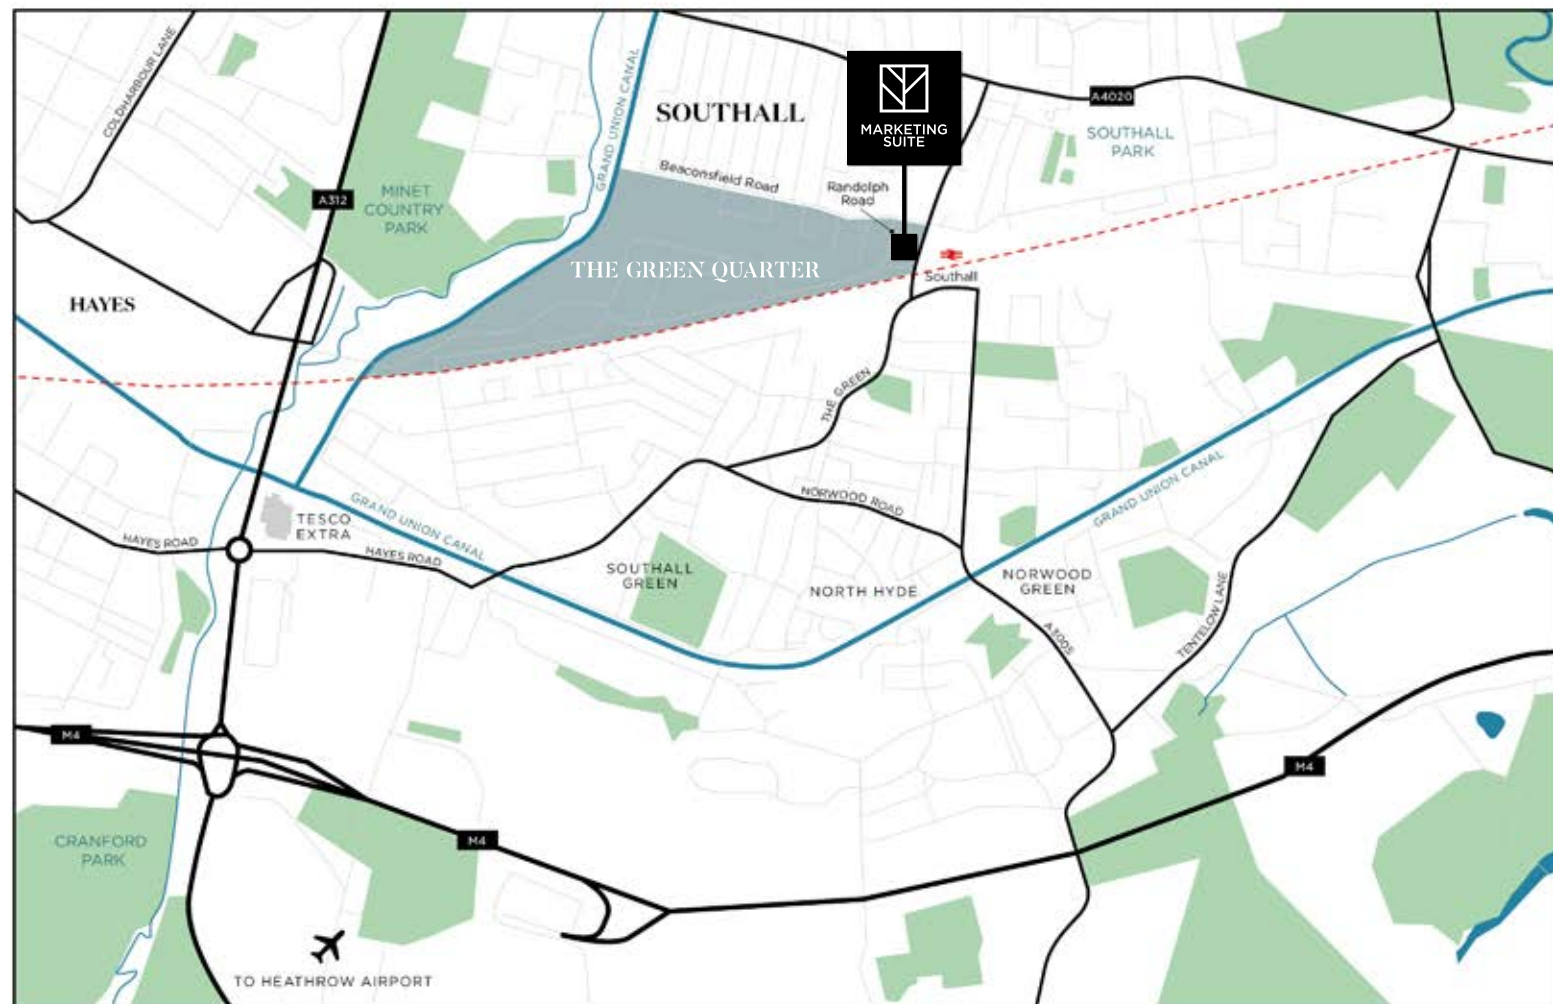 COLDHARBOUR LANE
GRAND UNION CANAL
SOUTHALL
MARKETING
SUITE
A4020
SOUTHALL
PARK
A312
MINET
COUNTRY
PARK
Beaconsfield Road
Randolph
Road
THE GREEN QUARTER
Southall
HAYES
THE GREEN
NORWOOD ROAD
GRAND UNION CANAL
GRAND UNION CANAL
TESCO
EXTRA
HAYES ROAD
HAYES ROAD
SOUTHALL
GREEN
NORTH HYDE
NORWOOD
GREEN
A3005
TENTELOW LANE
M4
M4
M4
CRANFORD
PARK
TO HEATHROW AIRPORT